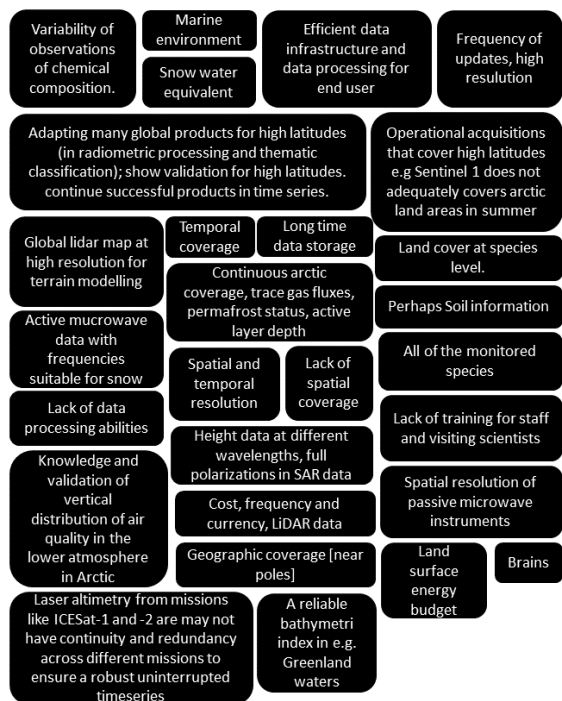 Variability of
observations
of chemical
composition.
Marine
environment
Snow water
equivalent
Efficient data
infrastructure and
data processing for
end user
Frequency of
updates, high
resulution
Adapting many global products for high latitudes
(in radiometric processing and thematic
classification); show validation for high latitudes.
continue successful products in time series.
Operational acquisitions
that cover high latitudes
e.g Sentinel 1 does not
adequately covers arctic
land areas in summer
Global lidar map at
high resolution for
terrain modelling
Temporal
coverage
Long time
data storage
Land cover at species
level.
Continuous arctic
coverage, trace gas fluxes,
permafrost status, active
layer depth
Perhaps Soil information
Active mucrowave
data with
frequencies
suitable for snow
Spatial and
temporal
resolution
Lack of
spatial
coverage
All of the monitored
species
Lack of data
processing abilities
Lack of training for staff
and visiting scientists
Height data at different
wavelengths, full
polarizations in SAR data
Knowledge and
validation of
vertical
distribution of air
quality in the
lower atmosphere
in Arctic
Cost, frequency and
currency, LiDAR data
Spatial resolution of
passive microwave
instruments
Geographic coverage [near
poles]
Land
surface
energy
budget
Brains
Laser altimetry from missions
like ICESat-1 and -2 are may not
have continuity and redundancy
across different missions to
ensure a robust uninterrupted
timeseries
A reliable
bathymetri
index in e.g.
Greenland
waters